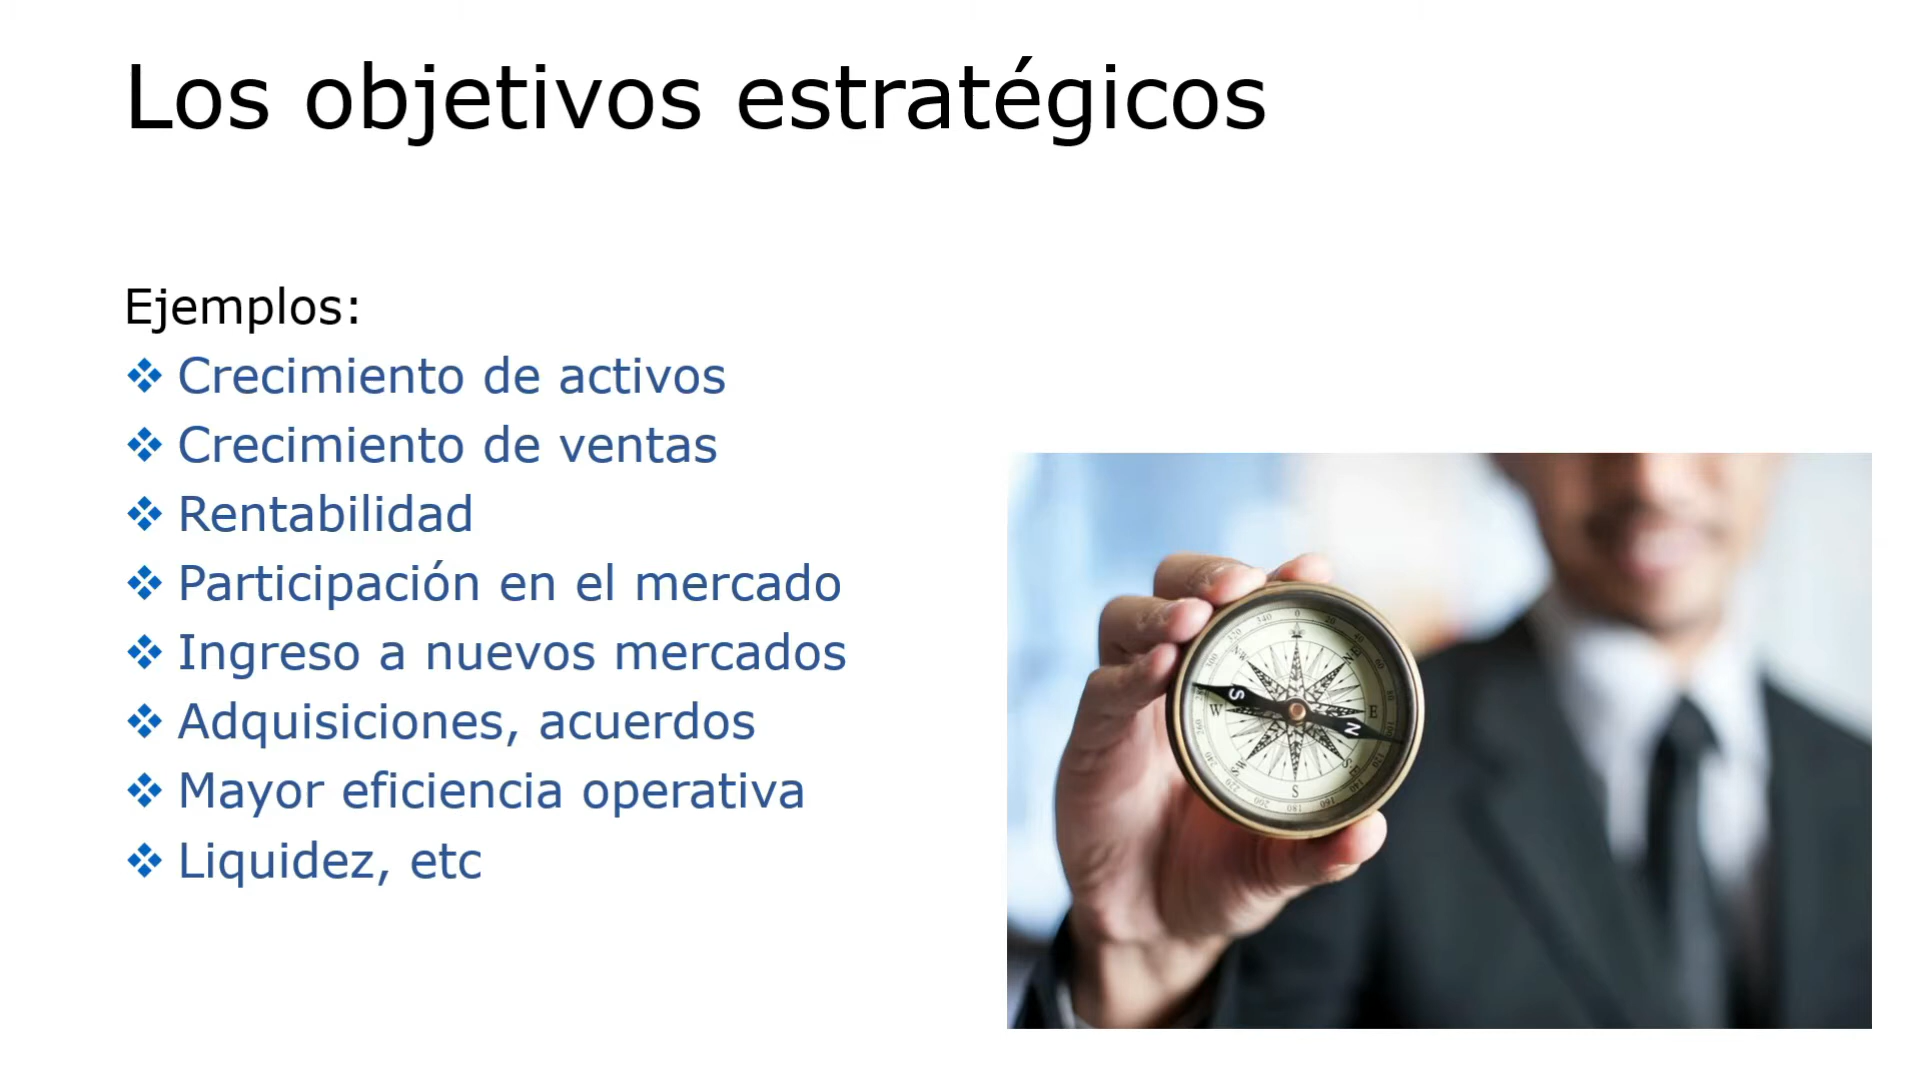 Los objetivos estratégicos
Ejemplos:
❖ Crecimiento de activos
❖ Crecimiento de ventas
❖ Rentabilidad
❖ Participación en el mercado
❖ Ingreso a nuevos mercados
❖ Adquisiciones, acuerdos
❖ Mayor eficiencia operativa
❖ Liquidez, etc